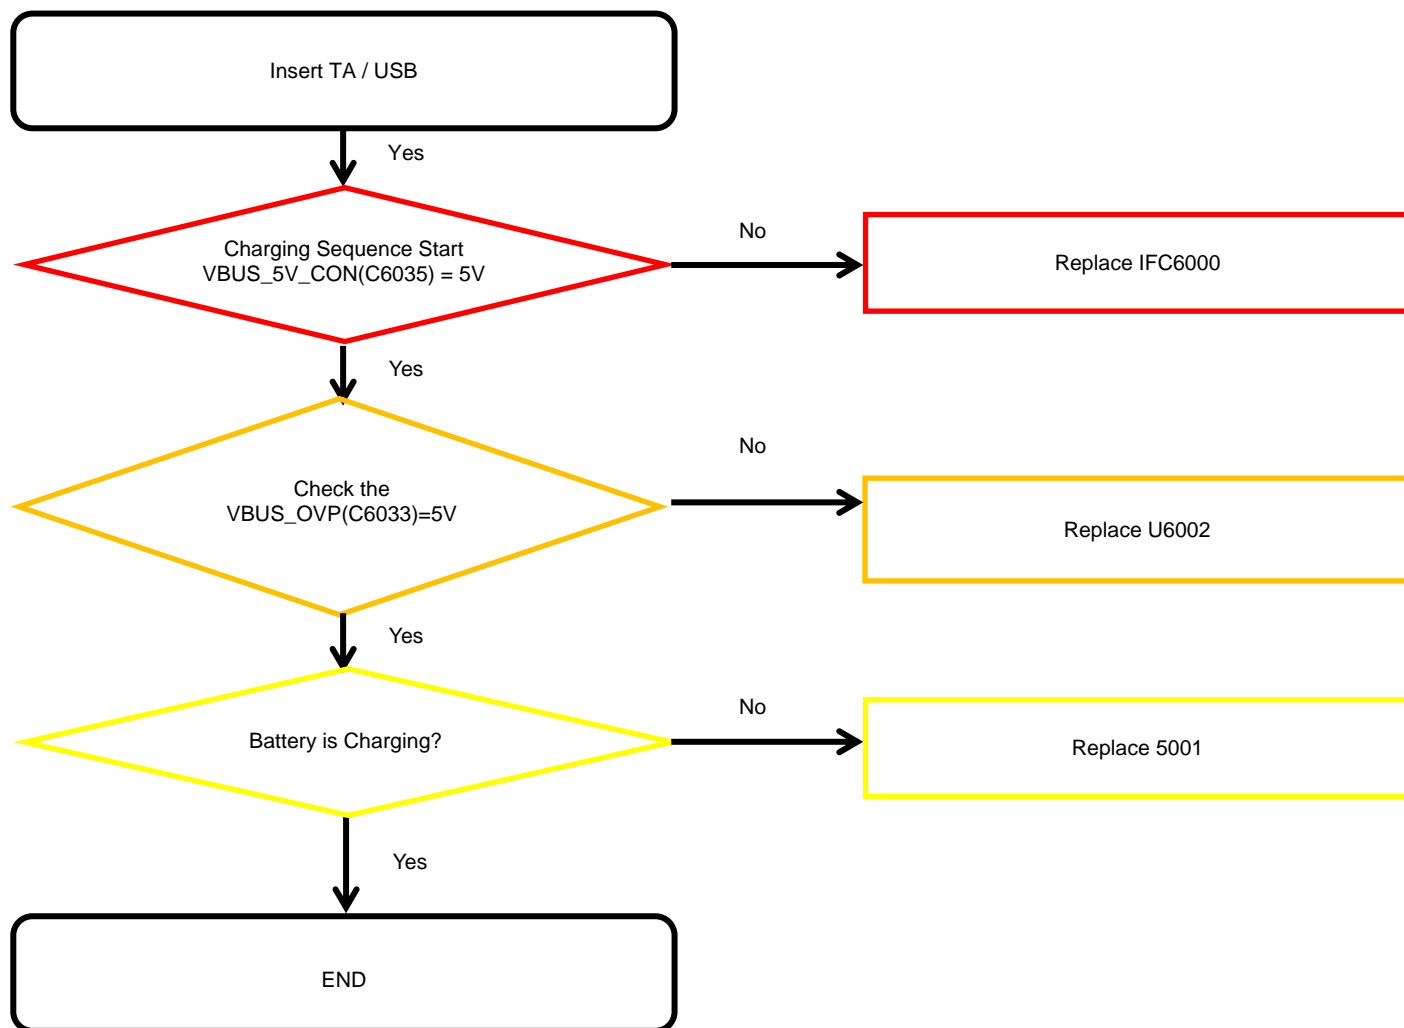 Insert TA / USB
Yes
Charging Sequence Start
VBUS_5V_CON(C6035) = 5V
No
Replace IFC6000
Yes
Check the
VBUS_OVP(C6033)=5V
No
Replace U6002
Yes
Battery is Charging?
No
Replace 5001
Yes
END